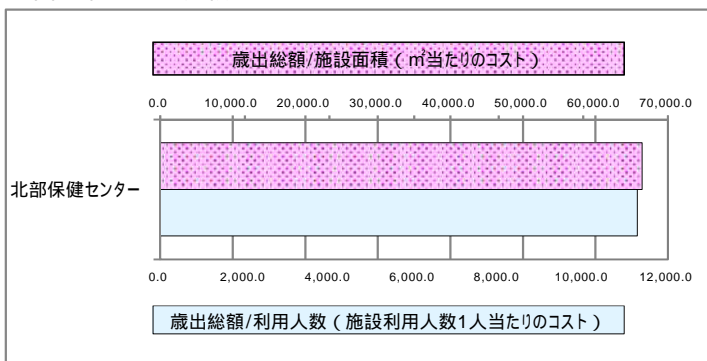 歳出総額/施設面積(㎡当たりのコスト)
0.0 10,000.0 20,000.0 30,000.0 40,000.0 50,000.0 60,000.0 70,000.0
北部保健センター
0.0 2,000.0 4,000.0 6,000.0 8,000.0 10,000.0 12,000.0
歳出総額/利用人数(施設利用人数1人当たりのコスト)